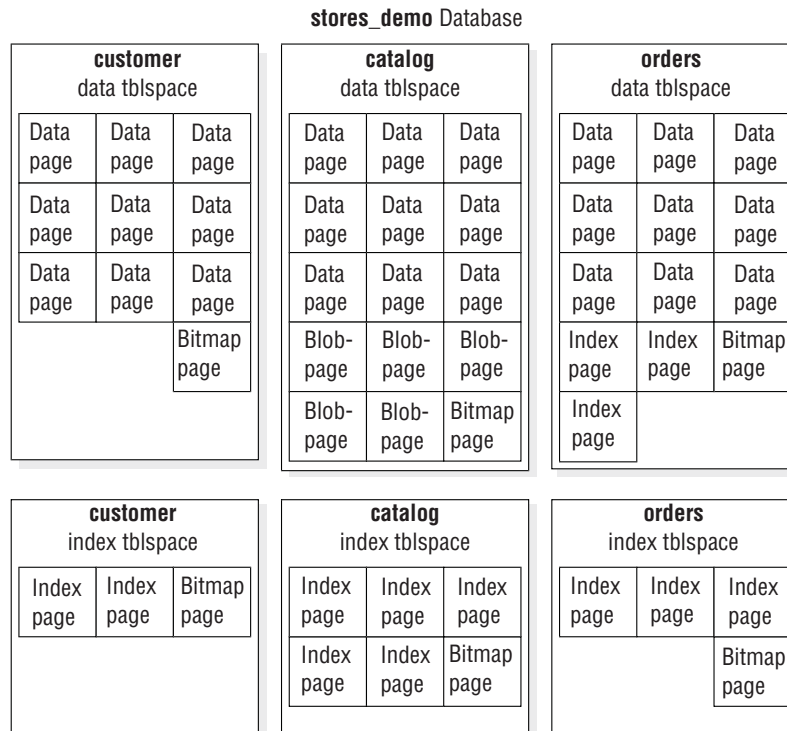 stores_demo Database
customer
data tblspace
Data page
Data page
Data page
Data page
Data page
Data page
Data page
Data page
Data page
Bitmap page
catalog
data tblspace
Data page
Data page
Data page
Data page
Data page
Data page
Data page
Data page
Data page
Blob-
page
Blob-
page
Blob-
page
Blob-
page
Blob-
page
Bitmap page
orders
data tblspace
Data page
Data page
Data page
Data page
Data page
Data page
Data page
Data page
Data page
Index page
Index page
Bitmap page
Index page
customer
index tblspace
Index page
Index page
Bitmap page
catalog
index tblspace
Index page
Index page
Index page
Index page
Index page
Bitmap page
orders
index tblspace
Index page
Index page
Index page
Bitmap page